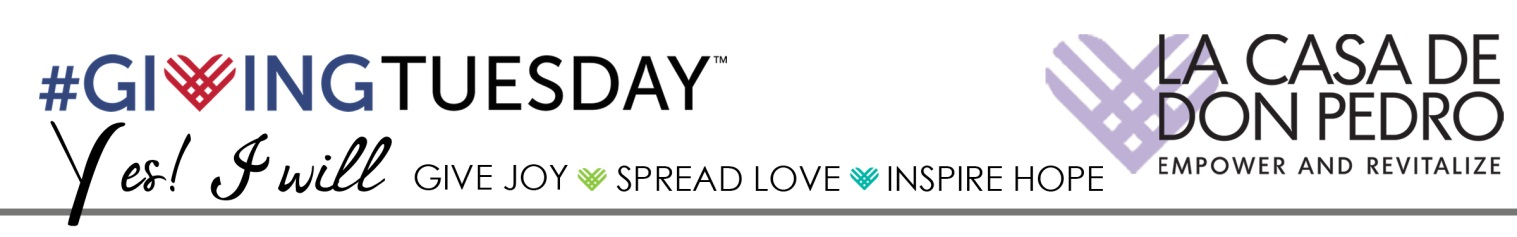 #GIVINGTUESDAY™
Yes! I will GIVE JOY SPREAD LOVE INSPIRE HOPE
LA CASA DE
DON PEDRO
EMPOWER AND REVITALIZE